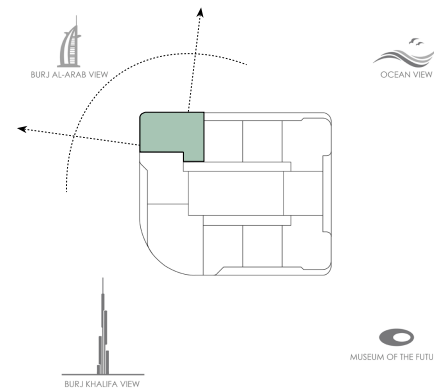 BURJ AL-ARAB VIEW
OCEAN VIEW
BURJ KHALIFA VIEW
MUSEUM OF THE FUTU